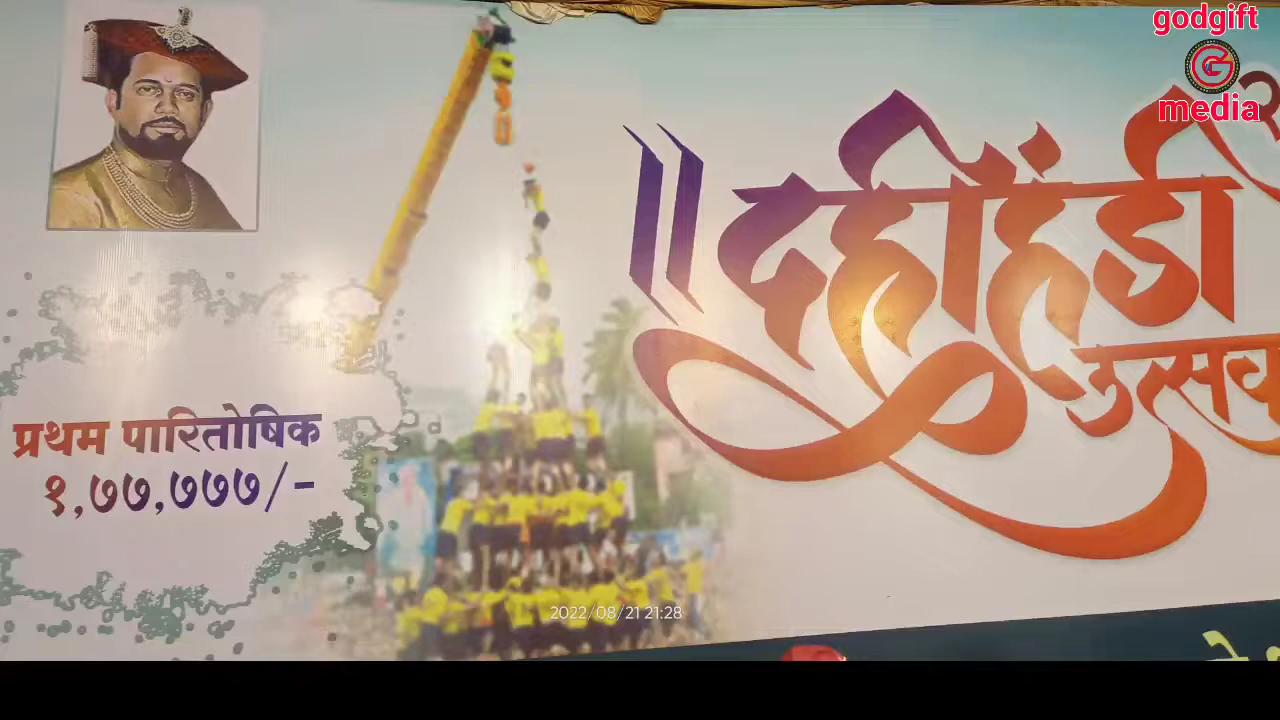 godgift
G
media
॥ दहीहंडी
उत्सव
प्रथम पारितोषिक
१,७७,७७७/-
2022/08/21 21:28